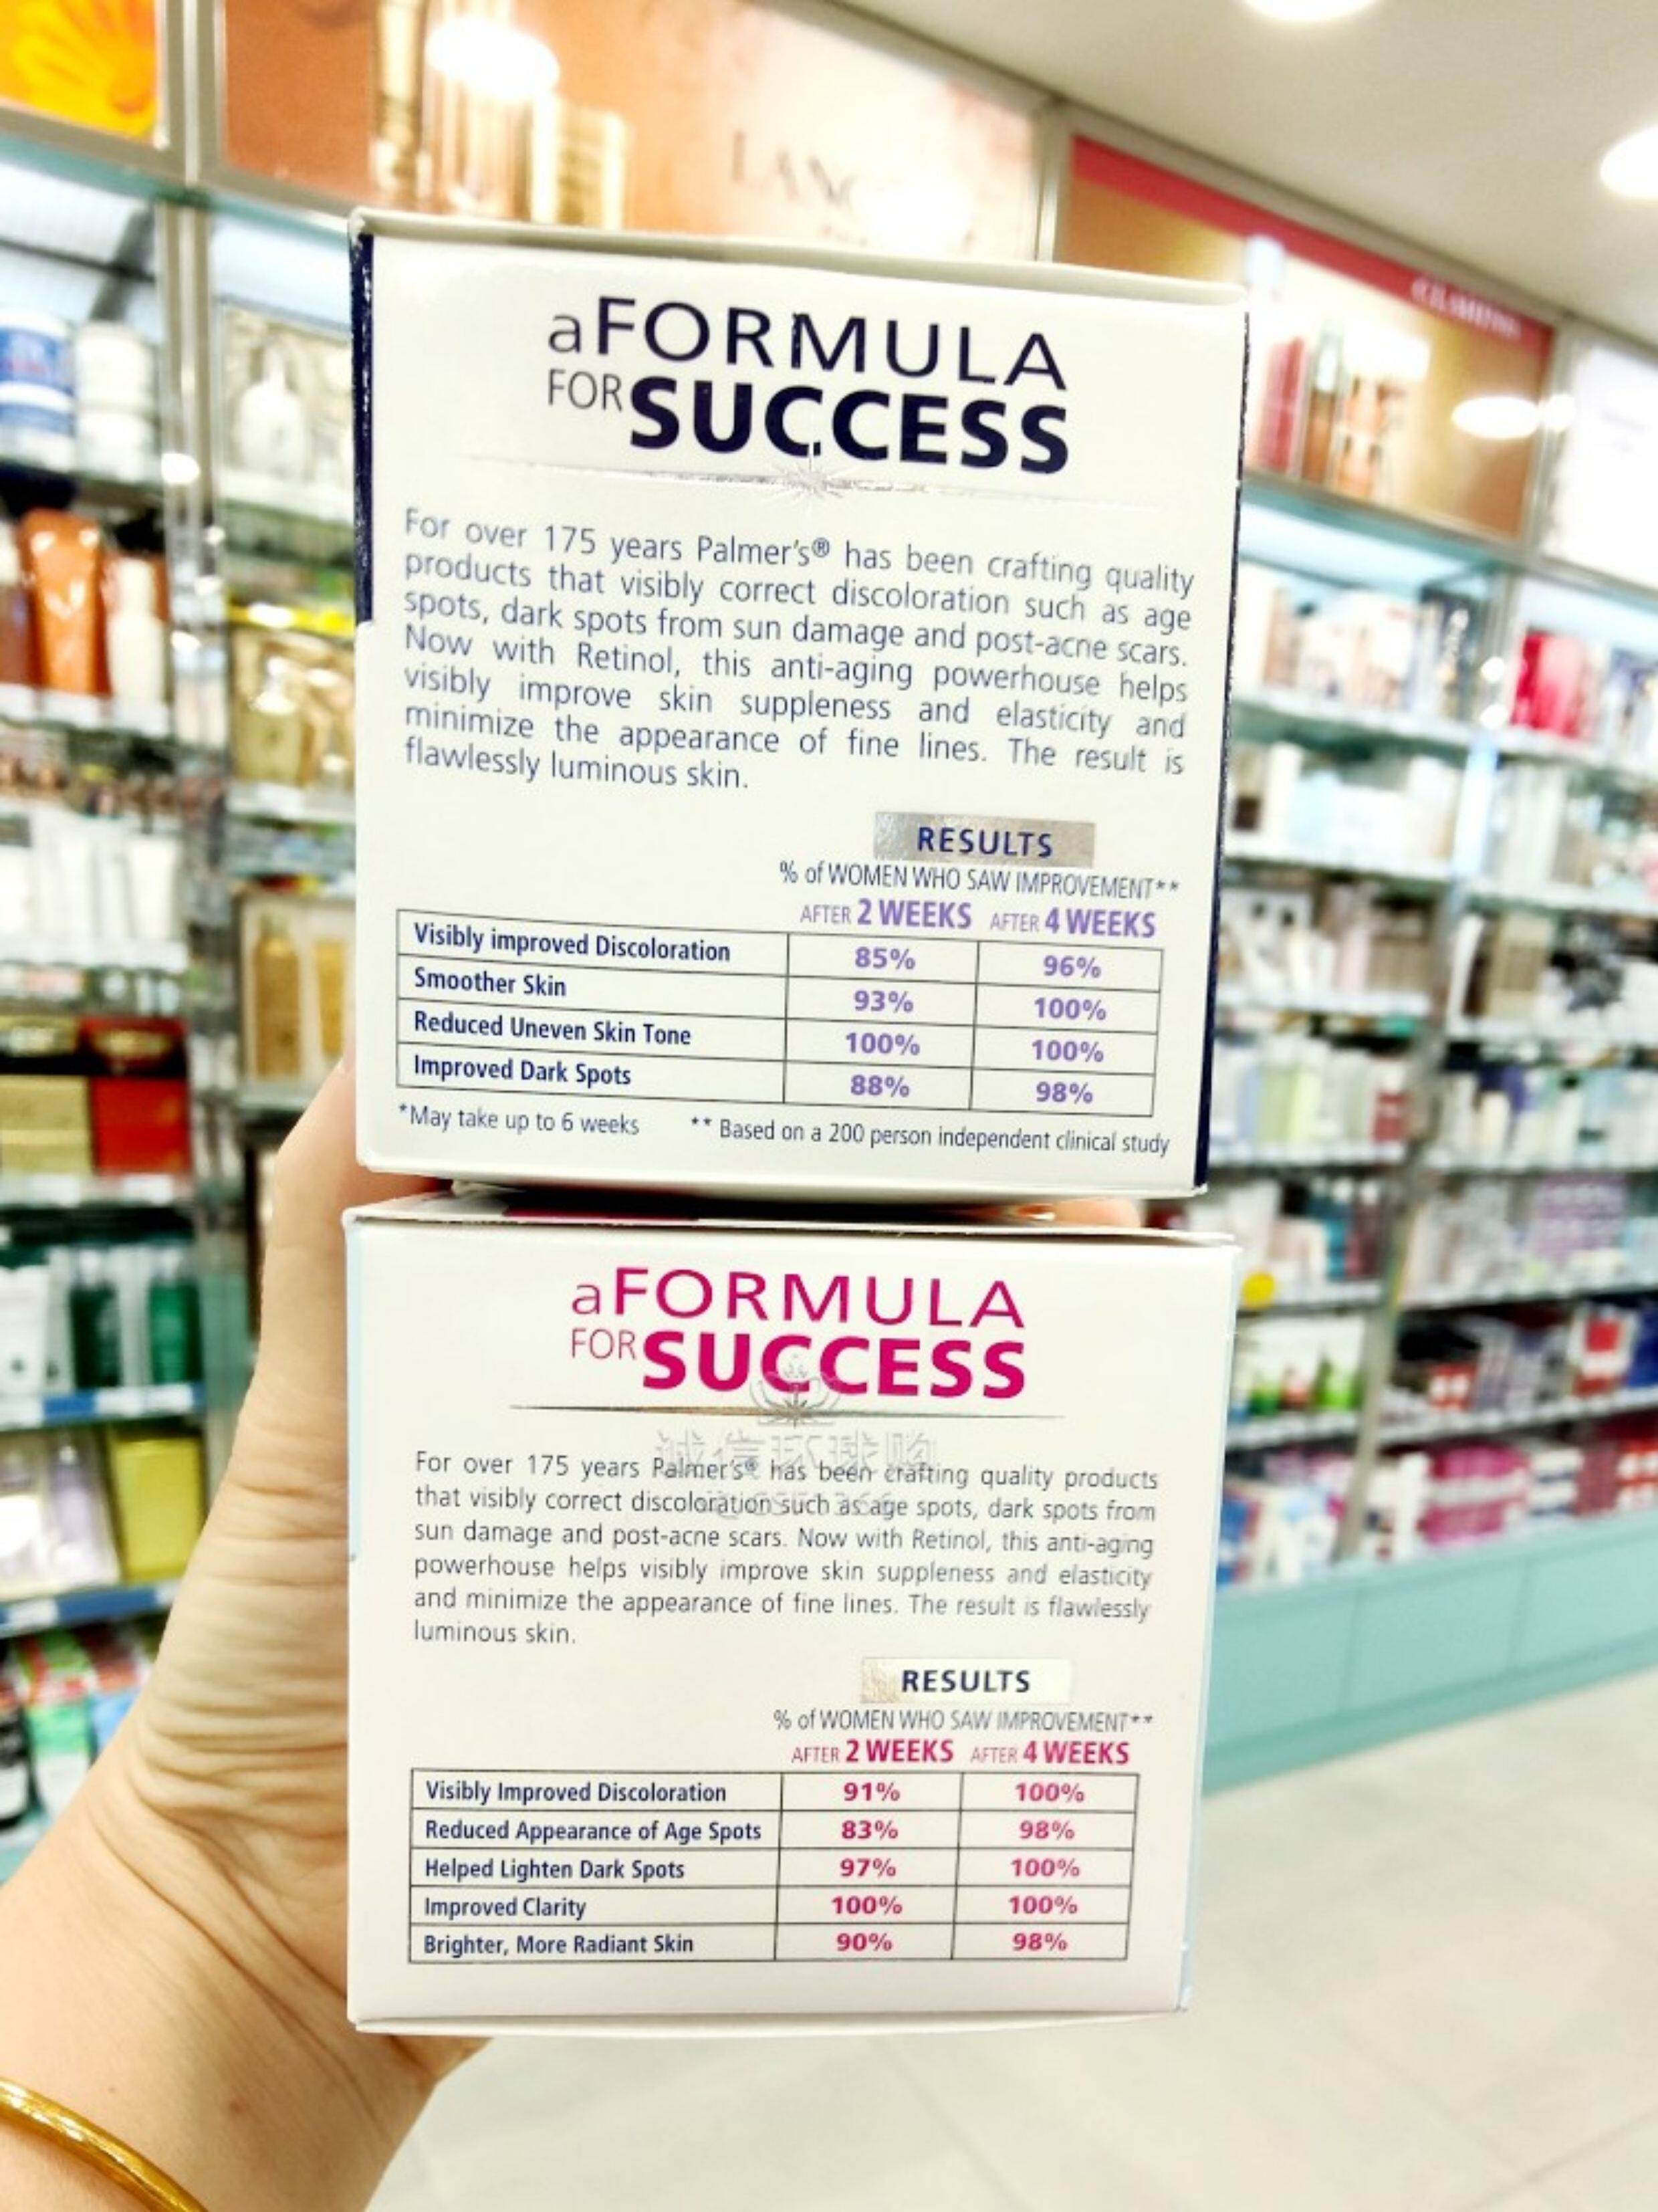 LANC
CLARINS
aFORMULA
FOR SUCCESS
For over 175 years Palmer's® has been crafting quality
products that visibly correct discoloration such as age
spots, dark spots from sun damage and post-acne scars.
Now with Retinol, this anti-aging powerhouse helps
visibly improve skin suppleness and elasticity and
minimize the appearance of fine lines. The result is
flawlessly luminous skin.
RESULTS
% of WOMEN WHO SAW IMPROVEMENT**
AFTER 2 WEEKS AFTER 4 WEEKS
Visibly improved Discoloration 85% 96%
Smoother Skin 93% 100%
Reduced Uneven Skin Tone 100% 100%
Improved Dark Spots 88% 98%
*May take up to 6 weeks ** Based on a 200 person independent clinical study
aFORMULA
FOR SUCCESS
诚信环球购
For over 175 years Palmer's® has been crafting quality products
that visibly correct discoloration such as age spots, dark spots from
sun damage and post-acne scars. Now with Retinol, this anti-aging
powerhouse helps visibly improve skin suppleness and elasticity
and minimize the appearance of fine lines. The result is flawlessly
luminous skin.
RESULTS
% of WOMEN WHO SAW IMPROVEMENT**
AFTER 2 WEEKS AFTER 4 WEEKS
Visibly Improved Discoloration 91% 100%
Reduced Appearance of Age Spots 83% 98%
Helped Lighten Dark Spots 97% 100%
Improved Clarity 100% 100%
Brighter, More Radiant Skin 90% 98%